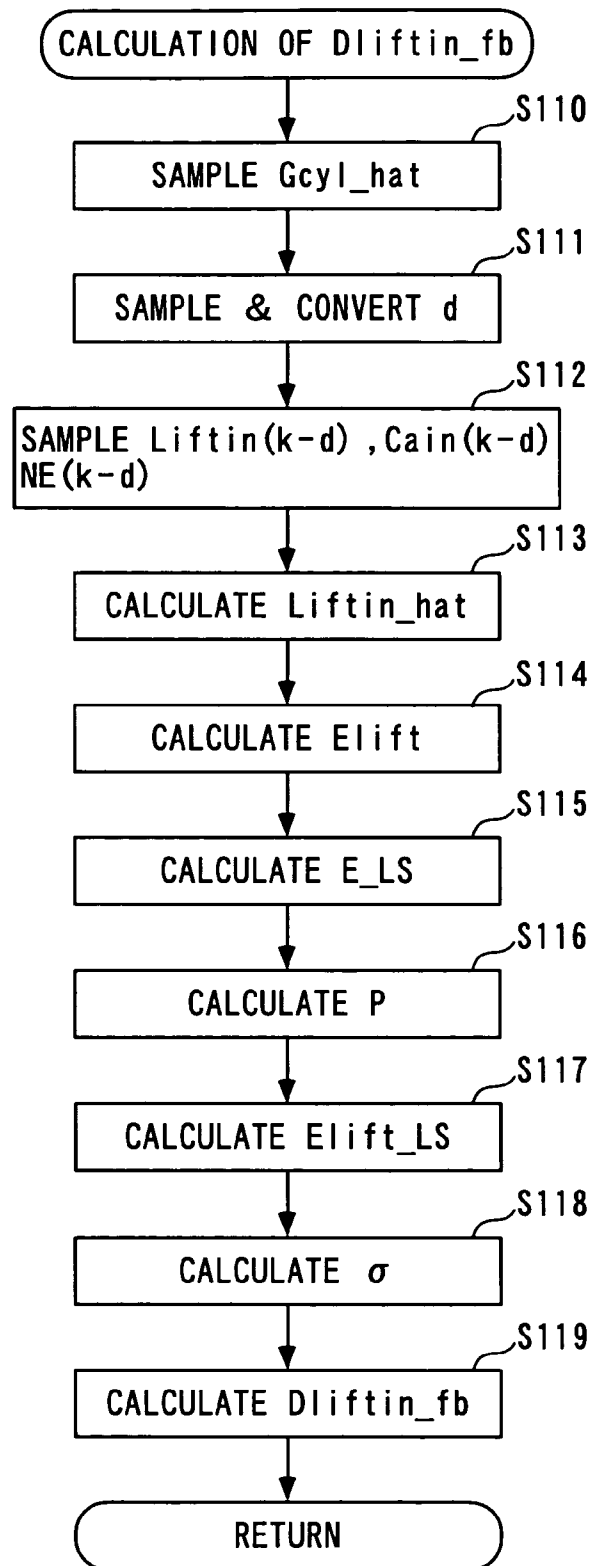 CALCULATION OF Dliftin_fb
S110
SAMPLE Gcyl_hat
S111
SAMPLE & CONVERT d
S112
SAMPLE Liftin(k-d) ,Cain(k-d)
NE(k-d)
S113
CALCULATE Liftin_hat
S114
CALCULATE Elift
S115
CALCULATE E_LS
S116
CALCULATE P
S117
CALCULATE Elift_LS
S118
CALCULATE σ
S119
CALCULATE Dliftin_fb
RETURN